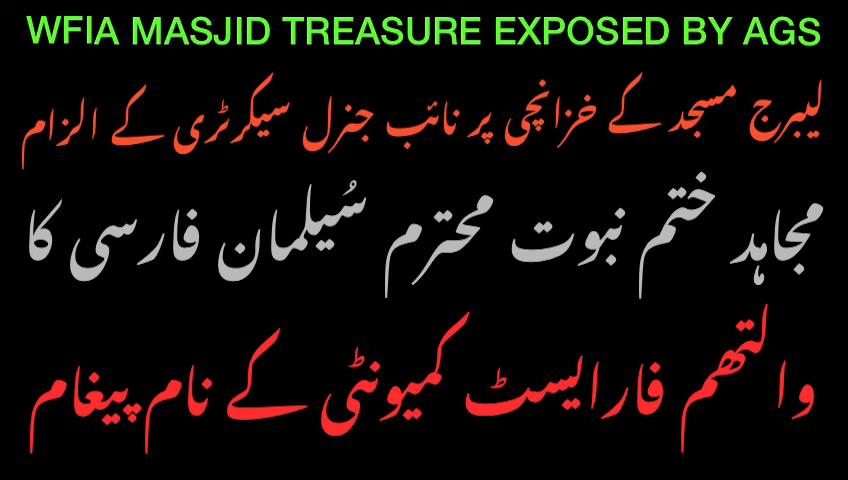 WFIA MASJID TREASURE EXPOSED BY AGS
لیبرج مسجد کے خزانچی پر نائب جنرل سیکرٹری کے الزام
مجاہد ختم نبوت محترم سُیلمان فارسی کا
والتھم فارایسٹ کمیونٹی کے نام پیغام